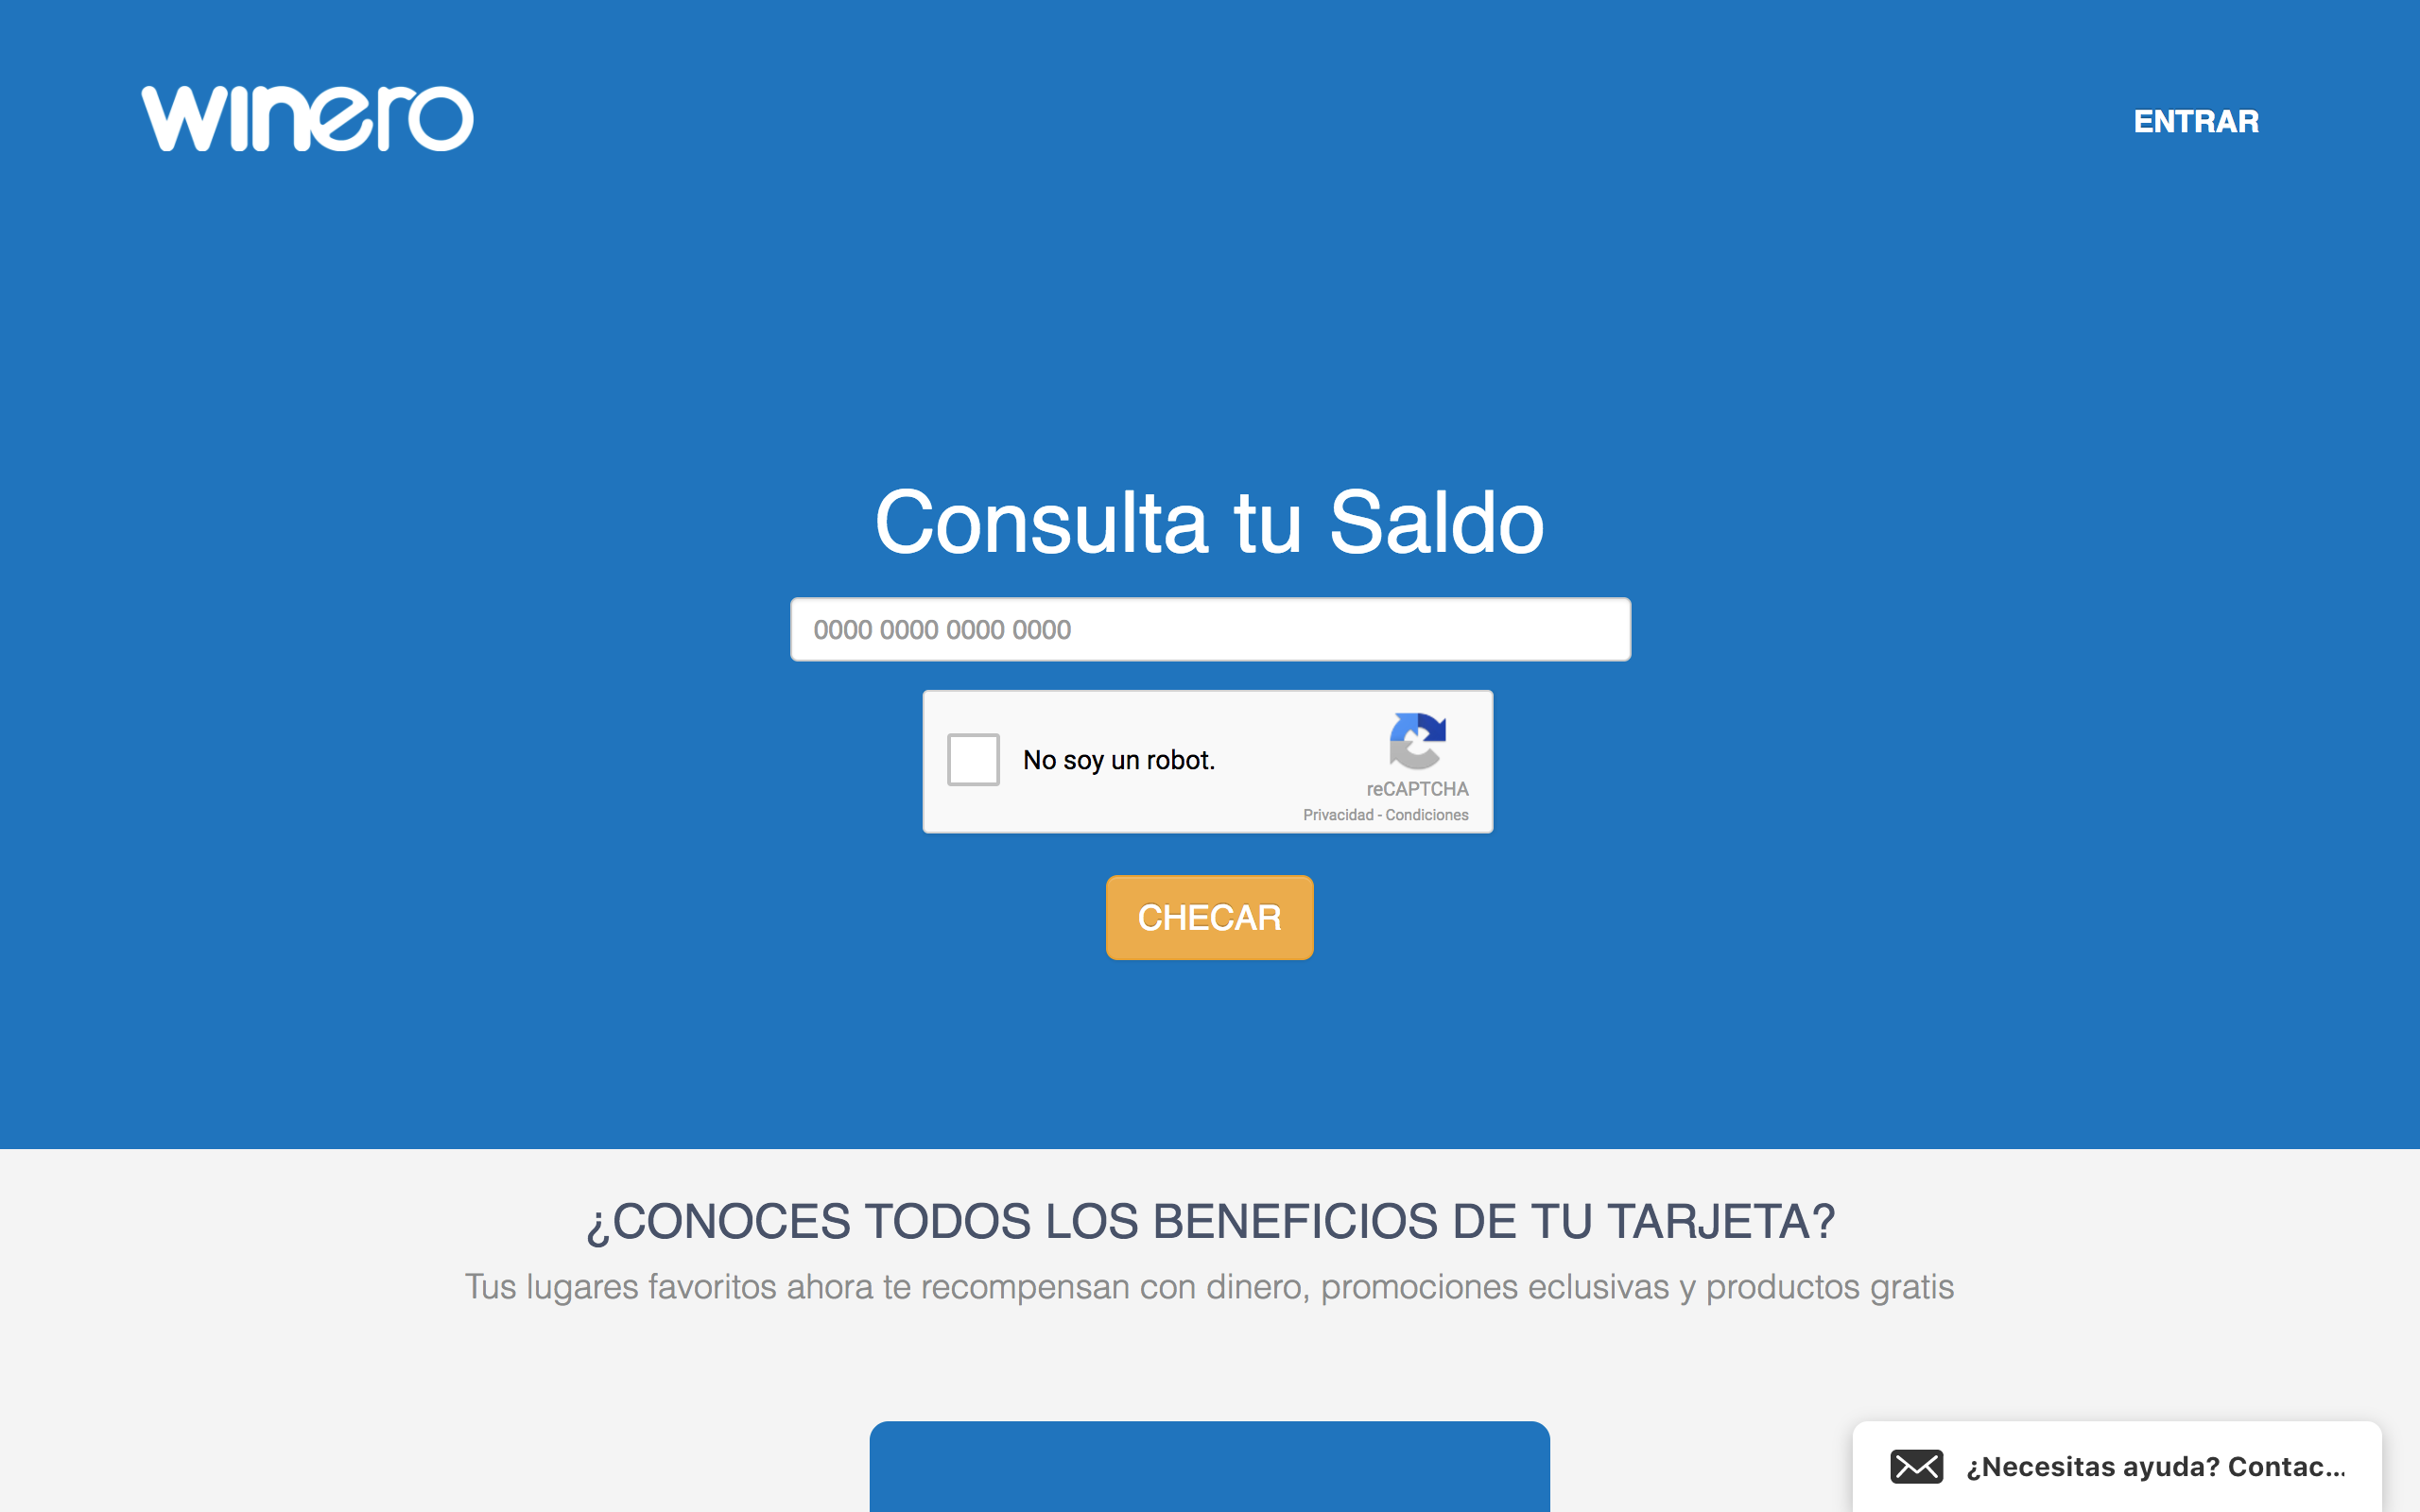 winero
ENTRAR
Consulta tu Saldo
0000 0000 0000 0000
No soy un robot.
reCAPTCHA
Privacidad - Condiciones
CHECAR
¿CONOCES TODOS LOS BENEFICIOS DE TU TARJETA?
Tus lugares favoritos ahora te recompensan con dinero, promociones eclusivas y productos gratis
¿Necesitas ayuda? Contac...